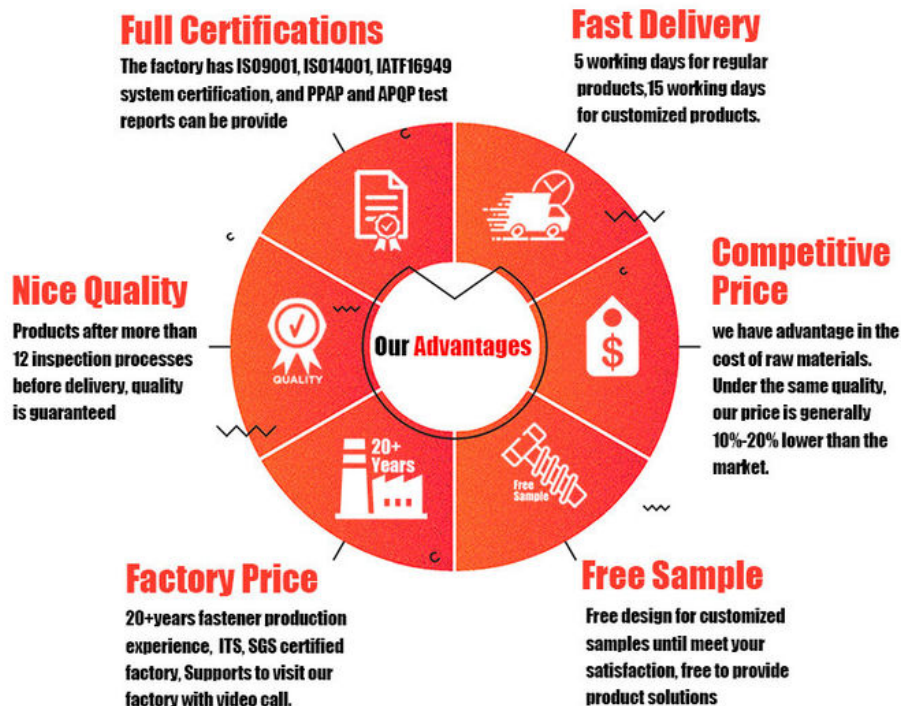 Full Certifications
The factory has ISO9001, ISO14001, IATF16949
system certification, and PPAP and APQP test
reports can be provide
Fast Delivery
5 working days for regular
products,15 working days
for customized products.
Nice Quality
Products after more than
12 inspection processes
before delivery, quality
is guaranteed
QUALITY
Our Advantages
$
Competitive
Price
we have advantage in the
cost of raw materials.
Under the same quality,
our price is generally
10%-20% lower than the
market.
20+
Years
Free
Sample
Factory Price
20+years fastener production
experience, ITS, SGS certified
factory, Supports to visit our
factory with video call.
Free Sample
Free design for customized
samples until meet your
satisfaction, free to provide
product solutions